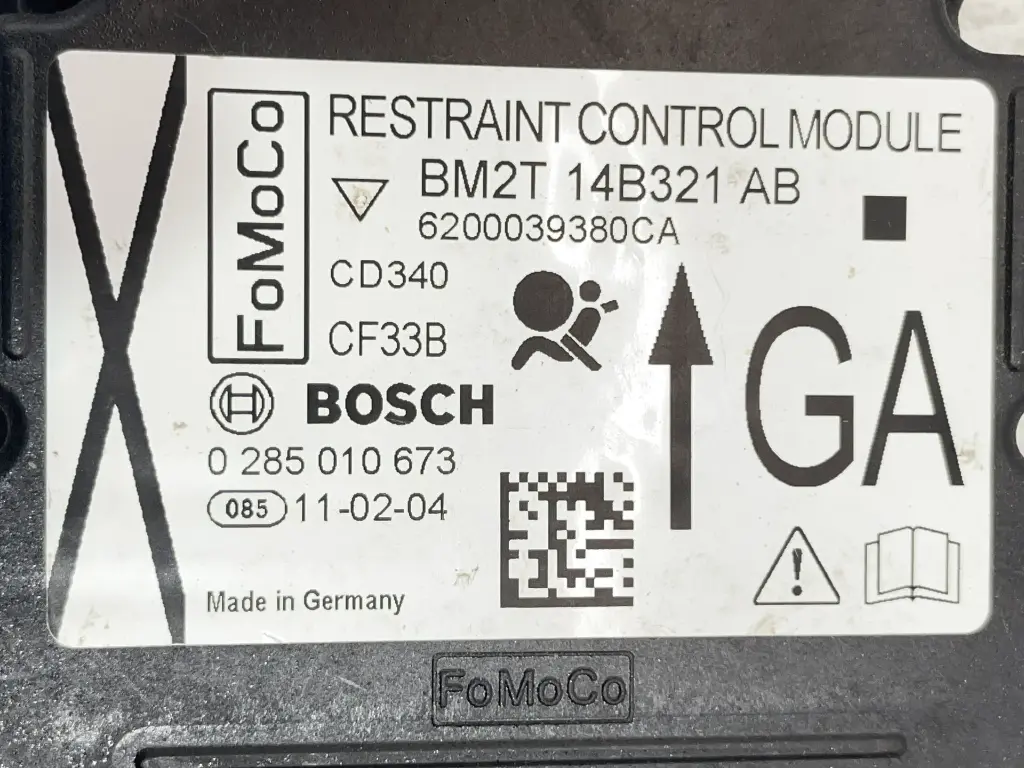 FoMoCo
RESTRAINT CONTROL MODULE
BM2T 14B321 AB
6200039380CA
CD340
CF33B
GA
BOSCH
0 285 010 673
085 11-02-04
Made in Germany
FoMoCo